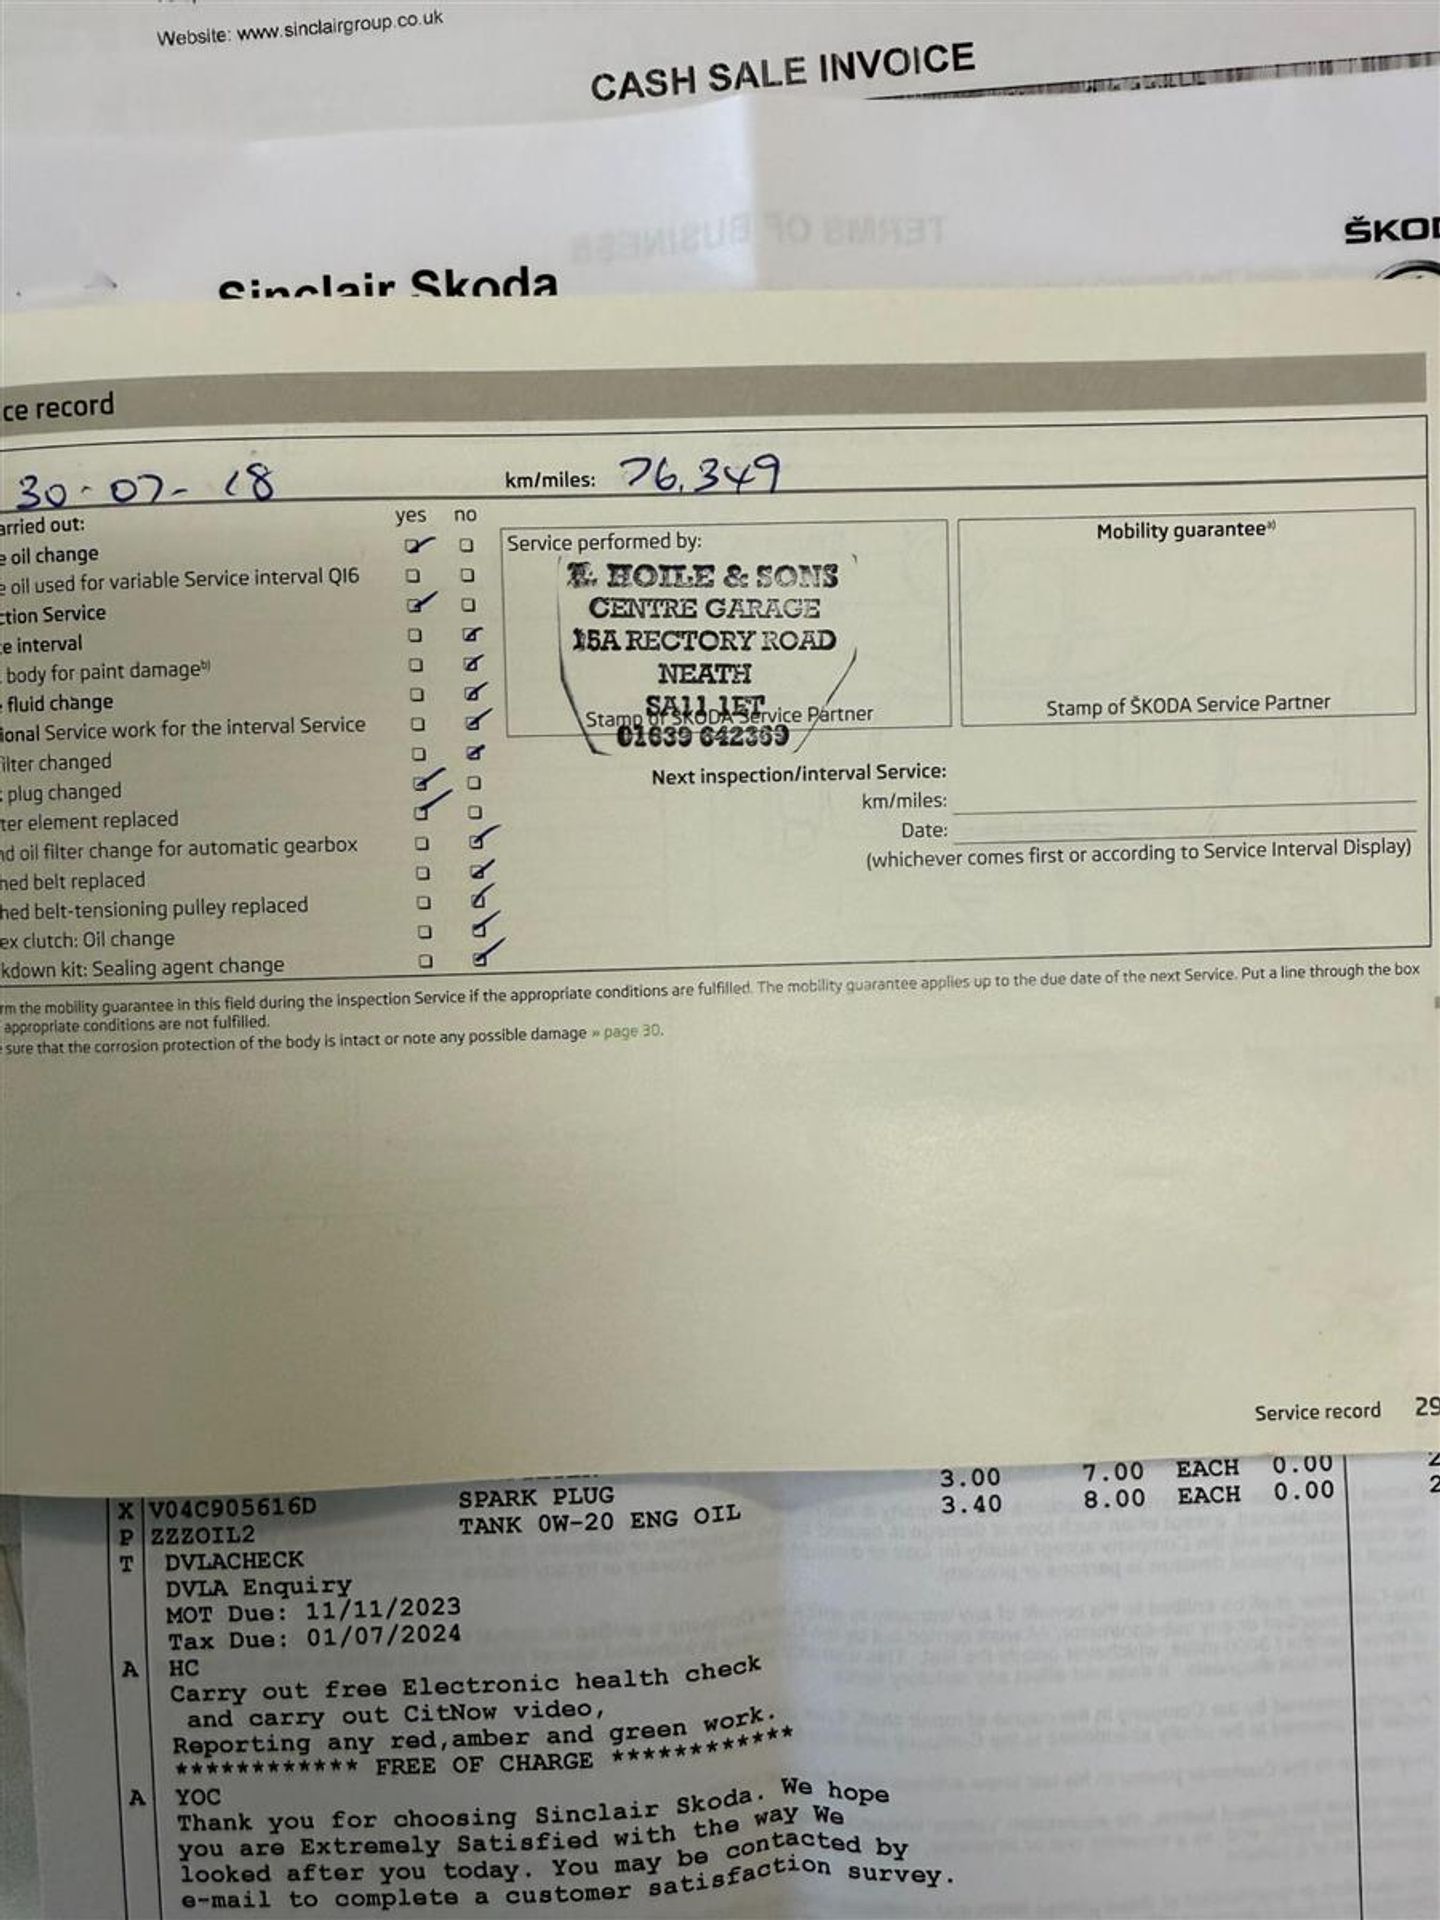 Website: www.sinclairgroup.co.uk
CASH SALE INVOICE
TERMS OF BUSINESS
ŠKOD
Sinclair Skoda
ce record
30-07-18 km/miles: 76,349
arried out: yes no
e oil change
e oil used for variable Service interval QI6
ction Service
e interval
body for paint damage b)
fluid change
ional Service work for the interval Service
ilter changed
plug changed
ter element replaced
nd oil filter change for automatic gearbox
hed belt replaced
hed belt-tensioning pulley replaced
ex clutch: Oil change
kdown kit: Sealing agent change
Service performed by:
HOILE & SONS
CENTRE GARAGE
15A RECTORY ROAD
NEATH
SA11 1ET
Stamp of ŠKODA Service Partner
01639 642369
Mobility guarantee a)
Stamp of ŠKODA Service Partner
Next inspection/interval Service:
km/miles:
Date:
(whichever comes first or according to Service Interval Display)
rm the mobility guarantee in this field during the inspection Service if the appropriate conditions are fulfilled. The mobility guarantee applies up to the due date of the next Service. Put a line through the box
appropriate conditions are not fulfilled.
sure that the corrosion protection of the body is intact or note any possible damage » page 30.
Service record 29
X V04C905616D SPARK PLUG 3.00 7.00 EACH 0.00
P ZZZOIL2 TANK 0W-20 ENG OIL 3.40 8.00 EACH 0.00
T DVLACHECK
DVLA Enquiry
MOT Due: 11/11/2023
Tax Due: 01/07/2024
A HC
Carry out free Electronic health check
and carry out CitNow video,
Reporting any red,amber and green work.
************ FREE OF CHARGE ************
A YOC
Thank you for choosing Sinclair Skoda. We hope
you are Extremely Satisfied with the way We
looked after you today. You may be contacted by
e-mail to complete a customer satisfaction survey.